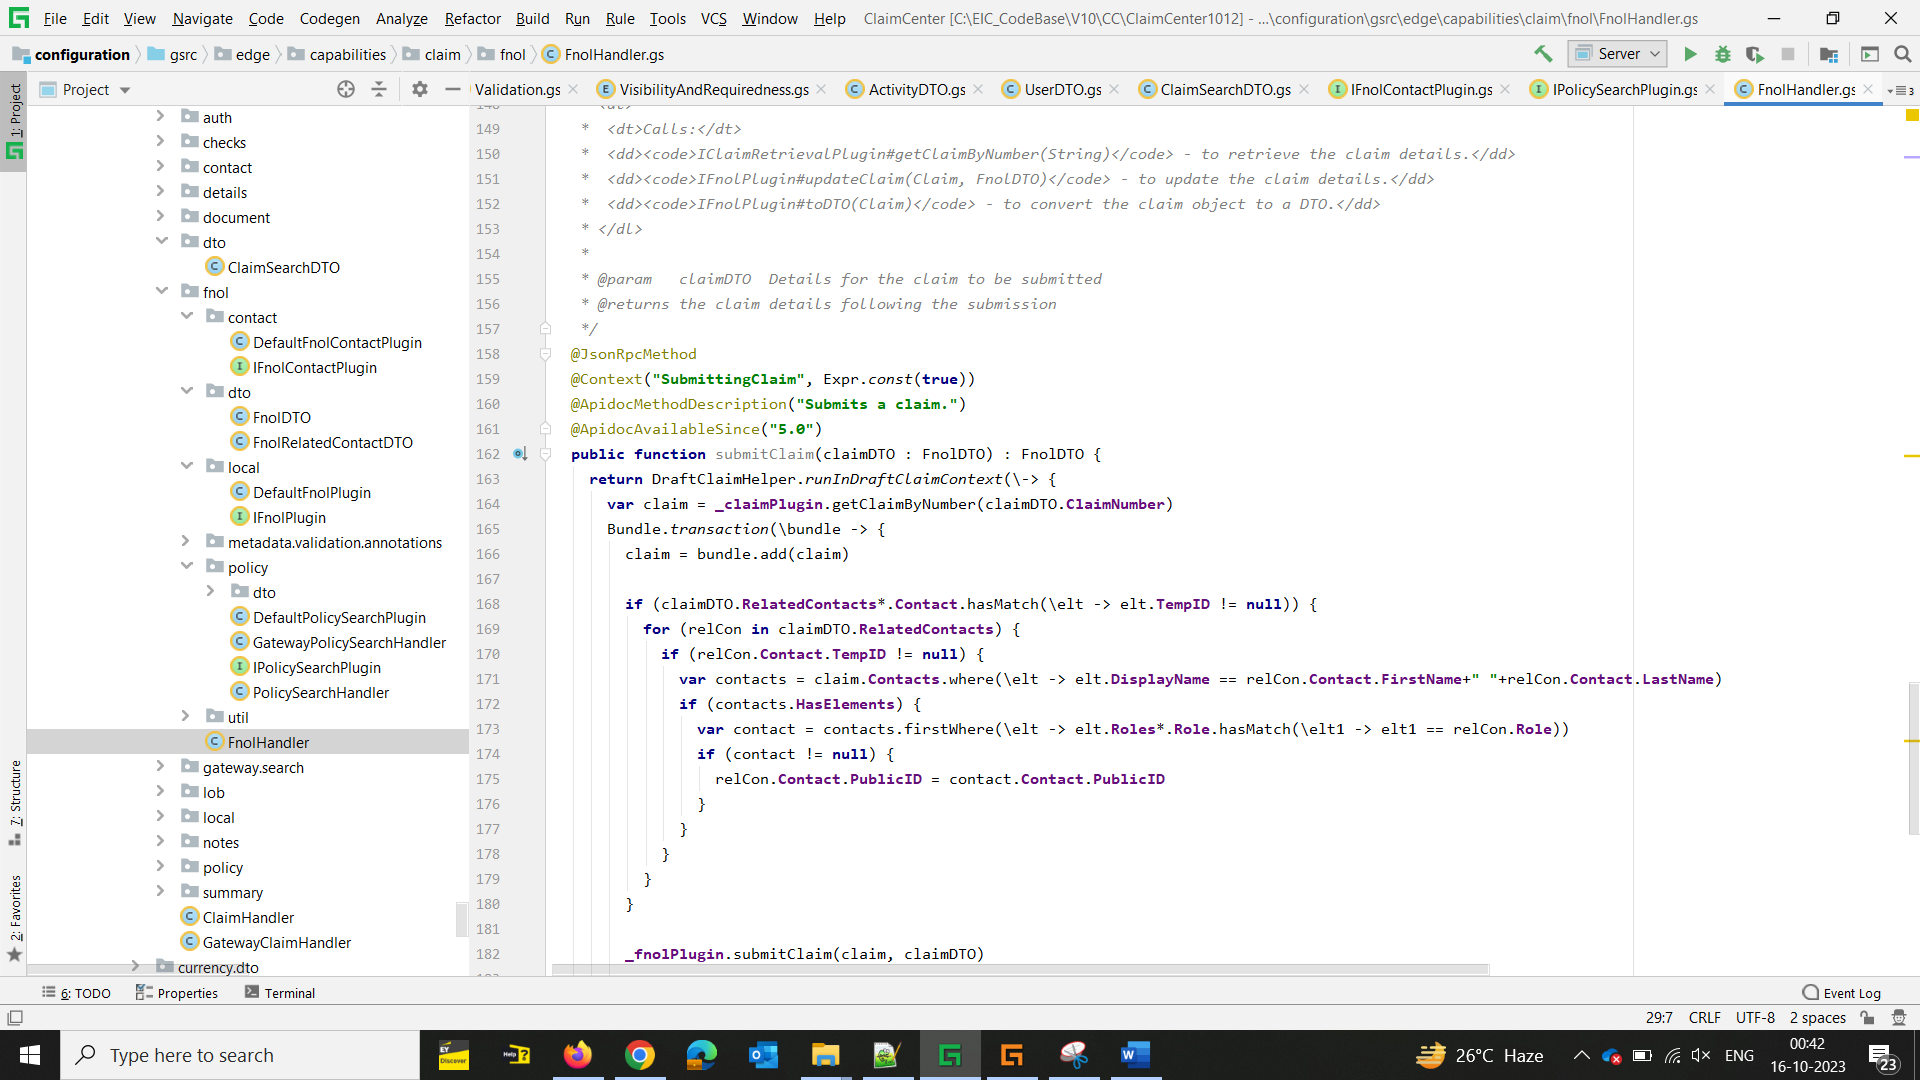 File Edit View Navigate Code Codegen Analyze Refactor Build Run Rule Tools VCS Window Help ClaimCenter [C:\EIC_CodeBase\V10\CC\ClaimCenter1012] - ...\configuration\gsrc\edge\capabilities\claim\fnol\FnolHandler.gs
configuration gsrc edge capabilities claim fnol FnolHandler.gs
Server
Project
Validation.gs VisibilityAndRequiredness.gs ActivityDTO.gs UserDTO.gs ClaimSearchDTO.gs IFnolContactPlugin.gs IPolicySearchPlugin.gs FnolHandler.gs 3
1: Project
7: Structure
2: Favorites
auth
checks
contact
details
document
dto
ClaimSearchDTO
fnol
contact
DefaultFnolContactPlugin
IFnolContactPlugin
dto
FnolDTO
FnolRelatedContactDTO
local
DefaultFnolPlugin
IFnolPlugin
metadata.validation.annotations
policy
dto
DefaultPolicySearchPlugin
GatewayPolicySearchHandler
IPolicySearchPlugin
PolicySearchHandler
util
FnolHandler
gateway.search
lob
local
notes
policy
summary
ClaimHandler
GatewayClaimHandler
currency.dto
149 * <dt>Calls:</dt>
150 * <dd><code>IClaimRetrievalPlugin#getClaimByNumber(String)</code> - to retrieve the claim details.</dd>
151 * <dd><code>IFnolPlugin#updateClaim(Claim, FnolDTO)</code> - to update the claim details.</dd>
152 * <dd><code>IFnolPlugin#toDTO(Claim)</code> - to convert the claim object to a DTO.</dd>
153 * </dl>
154 *
155 * @param claimDTO Details for the claim to be submitted
156 * @returns the claim details following the submission
157 */
158 @JsonRpcMethod
159 @Context("SubmittingClaim", Expr.const(true))
160 @ApidocMethodDescription("Submits a claim.")
161 @ApidocAvailableSince("5.0")
162 public function submitClaim(claimDTO : FnolDTO) : FnolDTO {
163 return DraftClaimHelper.runInDraftClaimContext(\-> {
164 var claim = _claimPlugin.getClaimByNumber(claimDTO.ClaimNumber)
165 Bundle.transaction(\bundle -> {
166 claim = bundle.add(claim)
167
168 if (claimDTO.RelatedContacts*.Contact.hasMatch(\elt -> elt.TempID != null)) {
169 for (relCon in claimDTO.RelatedContacts) {
170 if (relCon.Contact.TempID != null) {
171 var contacts = claim.Contacts.where(\elt -> elt.DisplayName == relCon.Contact.FirstName+" "+relCon.Contact.LastName)
172 if (contacts.HasElements) {
173 var contact = contacts.firstWhere(\elt -> elt.Roles*.Role.hasMatch(\elt1 -> elt1 == relCon.Role))
174 if (contact != null) {
175 relCon.Contact.PublicID = contact.Contact.PublicID
176 }
177 }
178 }
179 }
180 }
181
182 _fnolPlugin.submitClaim(claim, claimDTO)
6: TODO Properties Terminal Event Log
29:7 CRLF UTF-8 2 spaces
Type here to search
EY Discover
Help ?
26°C Haze
ENG
00:42
16-10-2023
23